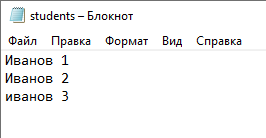 students – Блокнот
Файл Правка Формат Вид Справка
Иванов 1
Иванов 2
иванов 3